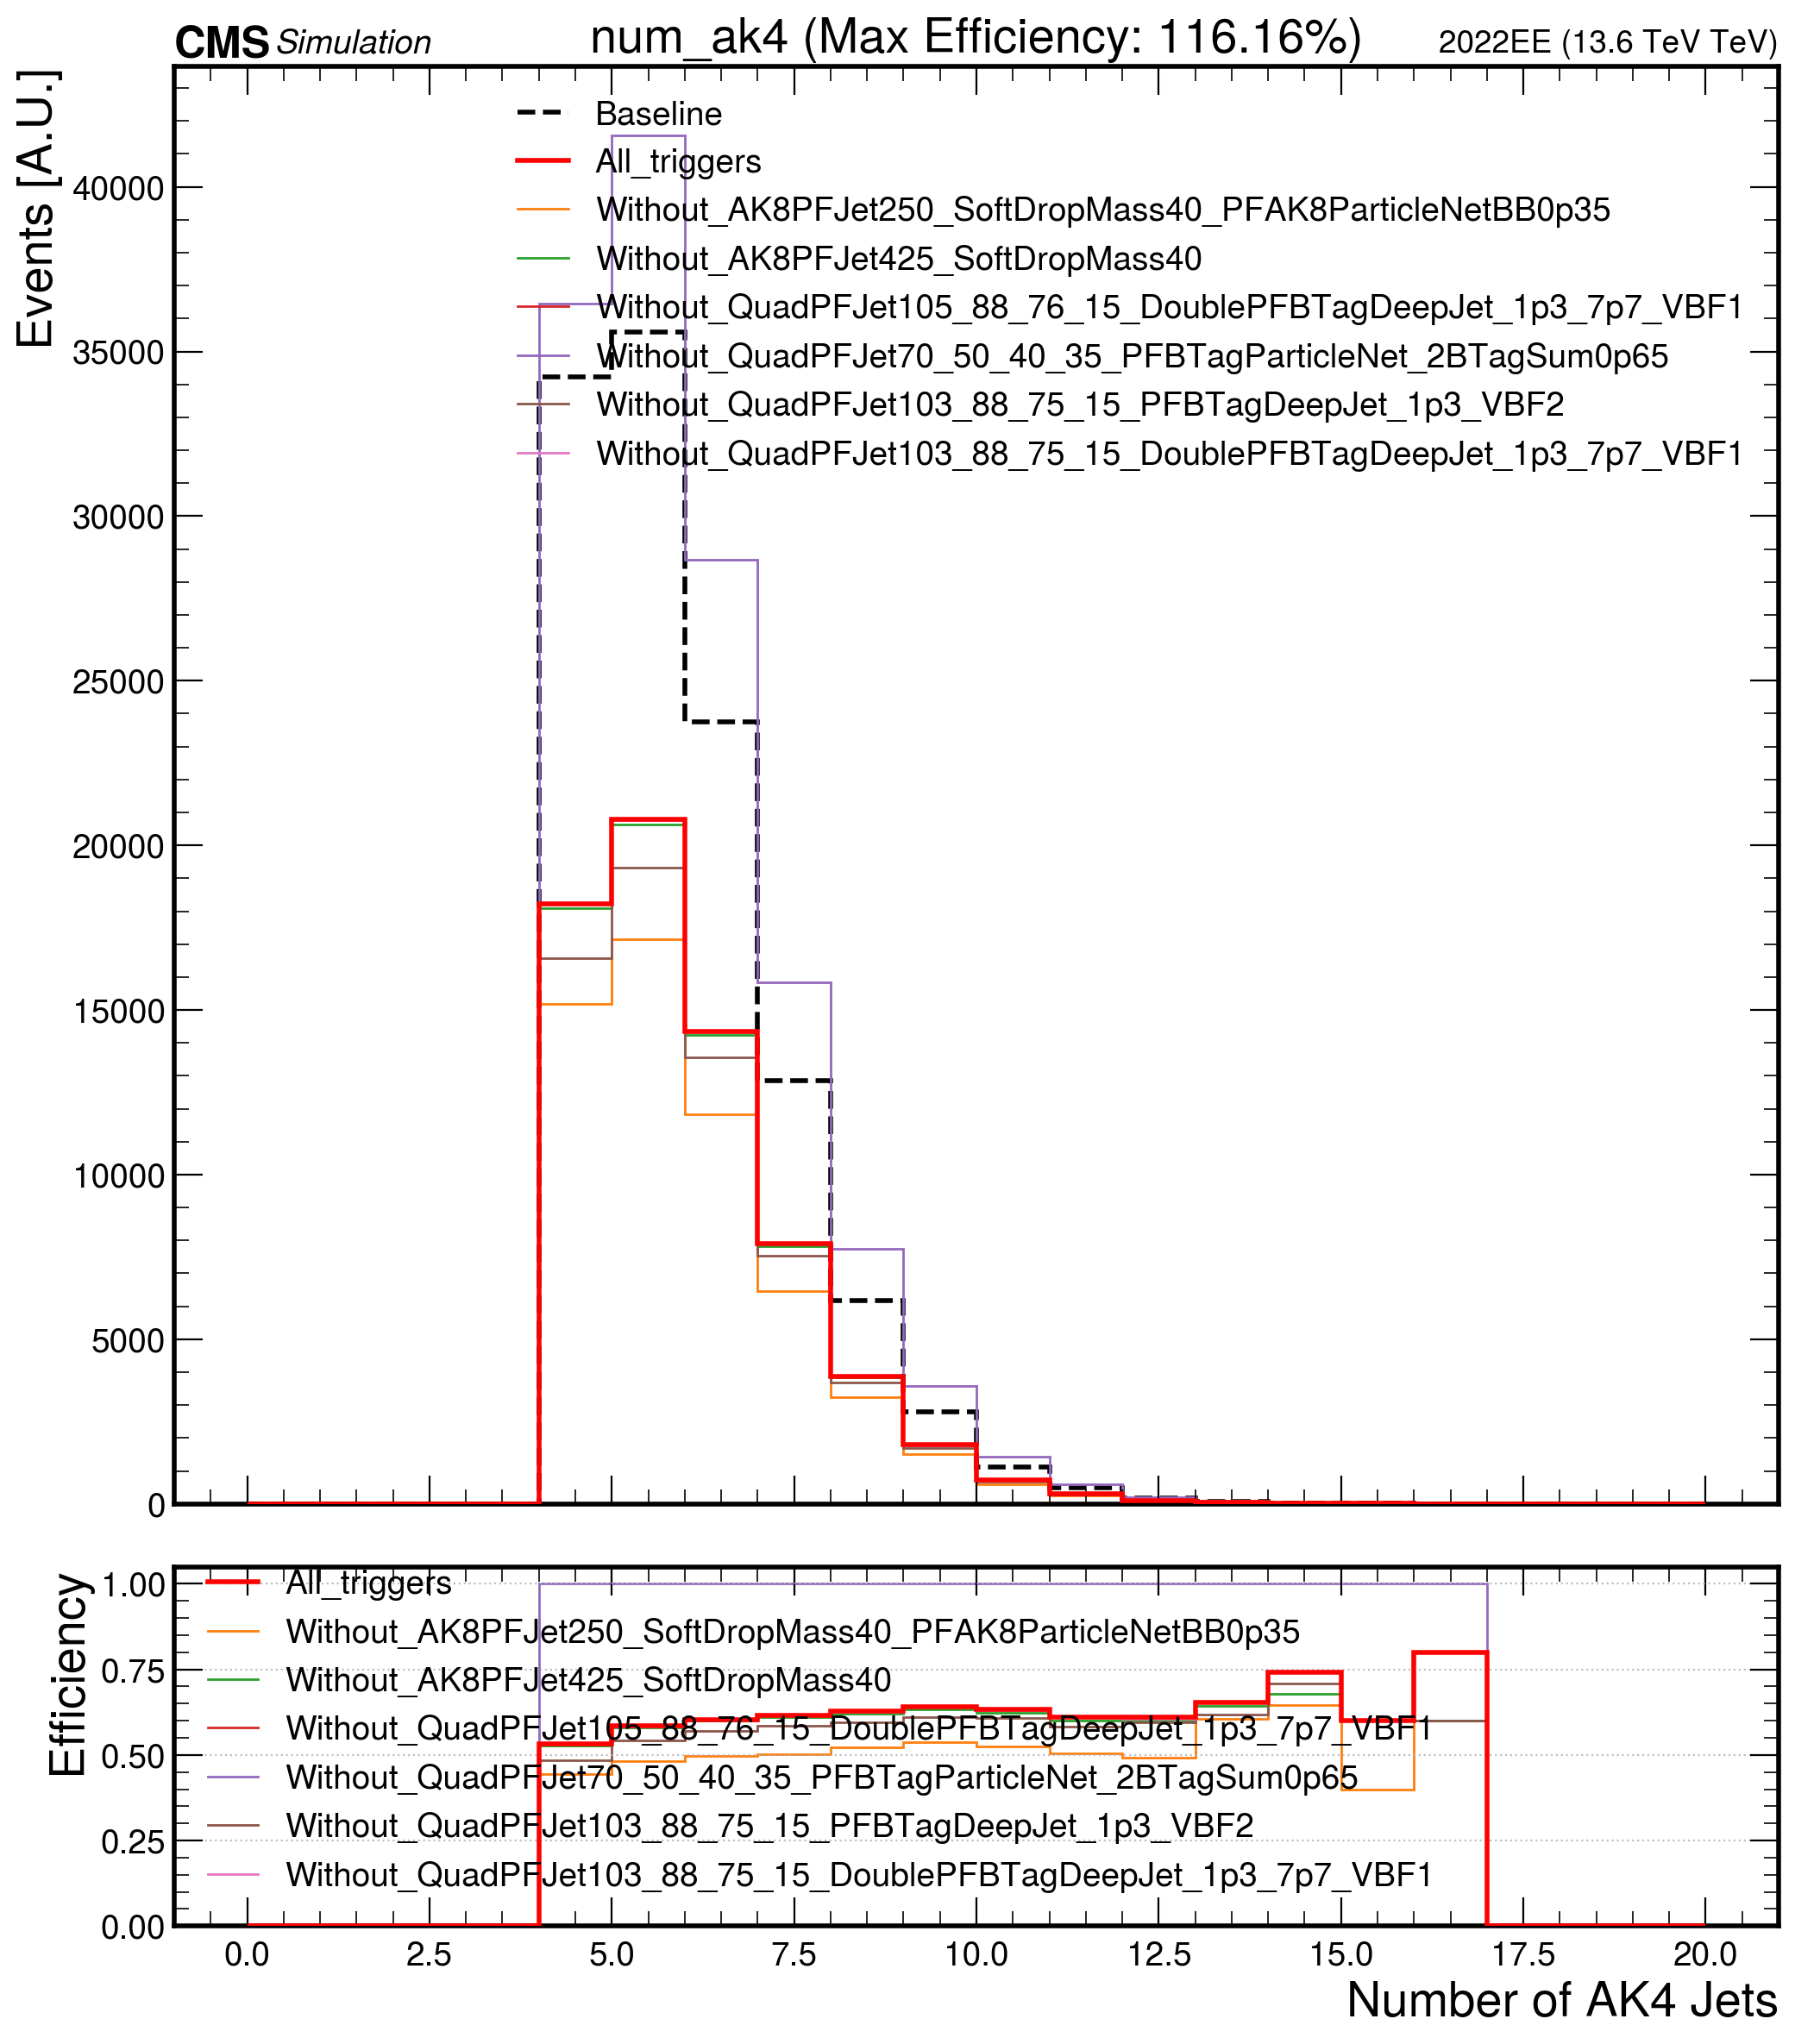 CMS Simulation num_ak4 (Max Efficiency: 116.16%) 2022EE (13.6 TeV TeV)
Events [A.U.]
Baseline
All_triggers
Without_AK8PFJet250_SoftDropMass40_PFAK8ParticleNetBB0p35
Without_AK8PFJet425_SoftDropMass40
Without_QuadPFJet105_88_76_15_DoublePFBTagDeepJet_1p3_7p7_VBF1
Without_QuadPFJet70_50_40_35_PFBTagParticleNet_2BTagSum0p65
Without_QuadPFJet103_88_75_15_PFBTagDeepJet_1p3_VBF2
Without_QuadPFJet103_88_75_15_DoublePFBTagDeepJet_1p3_7p7_VBF1
40000
35000
30000
25000
20000
15000
10000
5000
0
Efficiency
1.00
0.75
0.50
0.25
0.00
All_triggers
Without_AK8PFJet250_SoftDropMass40_PFAK8ParticleNetBB0p35
Without_AK8PFJet425_SoftDropMass40
Without_QuadPFJet105_88_76_15_DoublePFBTagDeepJet_1p3_7p7_VBF1
Without_QuadPFJet70_50_40_35_PFBTagParticleNet_2BTagSum0p65
Without_QuadPFJet103_88_75_15_PFBTagDeepJet_1p3_VBF2
Without_QuadPFJet103_88_75_15_DoublePFBTagDeepJet_1p3_7p7_VBF1
0.0 2.5 5.0 7.5 10.0 12.5 15.0 17.5 20.0
Number of AK4 Jets